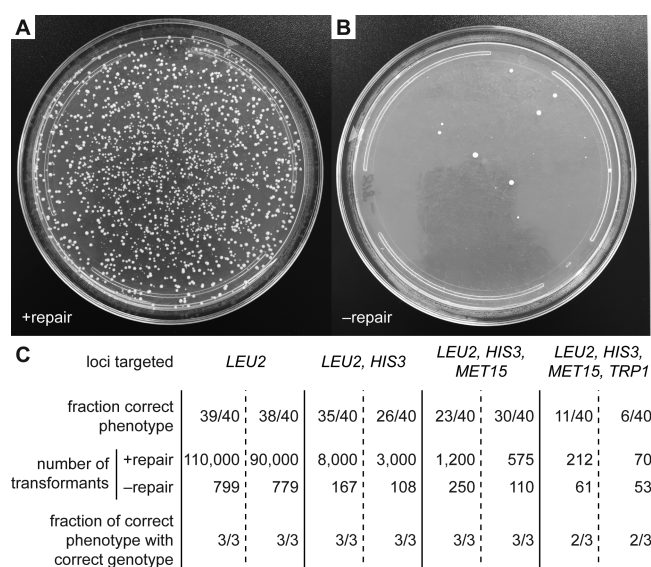 A
B
+repair
–repair
C
loci targeted
LEU2
LEU2, HIS3
LEU2, HIS3,
MET15
LEU2, HIS3,
MET15, TRP1
fraction correct
phenotype
39/40 38/40 35/40 26/40 23/40 30/40 11/40 6/40
number of
transformants
+repair 110,000 90,000 8,000 3,000 1,200 575 212 70
–repair 799 779 167 108 250 110 61 53
fraction of correct
phenotype with
correct genotype
3/3 3/3 3/3 3/3 3/3 3/3 2/3 2/3